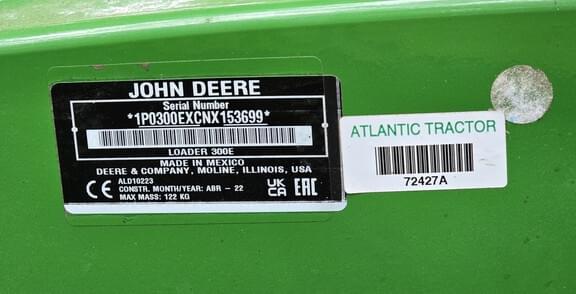 JOHN DEERE
Serial Number
*1P0300EXCNX153699*
LOADER 300E
MADE IN MEXICO
DEERE & COMPANY, MOLINE, ILLINOIS, USA
ALD10223
CONSTR. MONTH/YEAR: ABR - 22
MAX MASS: 122 KG
CE
UK
CA
EAC
ATLANTIC TRACTOR
72427A